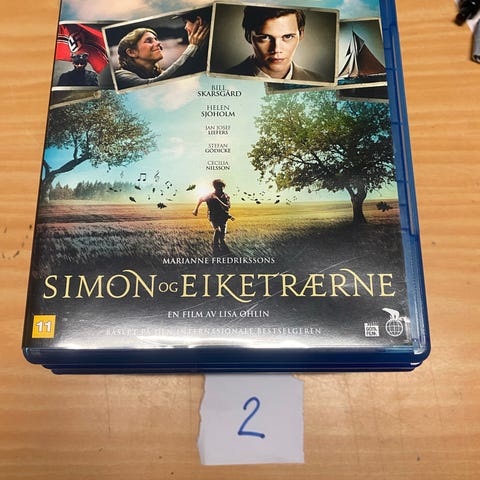 BILL
SKARSGÅRD
HELEN
SJÖHOLM
JAN JOSEF
LIEFERS
STEFAN
GÖDICKE
CECILIA
NILSSON
MARIANNE FREDRIKSSONS
SIMON OG EIKETRÆRNE
EN FILM AV LISA OHLIN
BASERT PÅ DEN INTERNASJONALE BESTSELGEREN
11
2